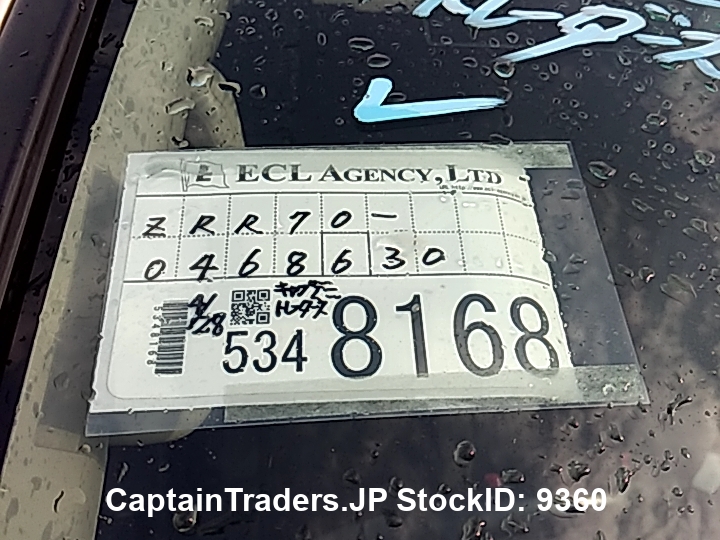 ECL AGENCY, LTD
ZRR70-
0468630
4/28
キャプテン
トレーダース
534 8168
CaptainTraders.JP StockID: 9360